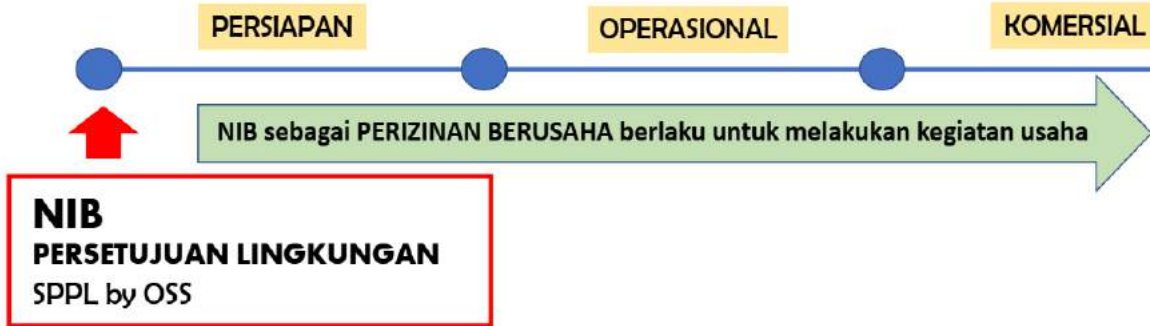 PERSIAPAN
OPERASIONAL
KOMERSIAL
NIB sebagai PERIZINAN BERUSAHA berlaku untuk melakukan kegiatan usaha
NIB
PERSETUJUAN LINGKUNGAN
SPPL by OSS